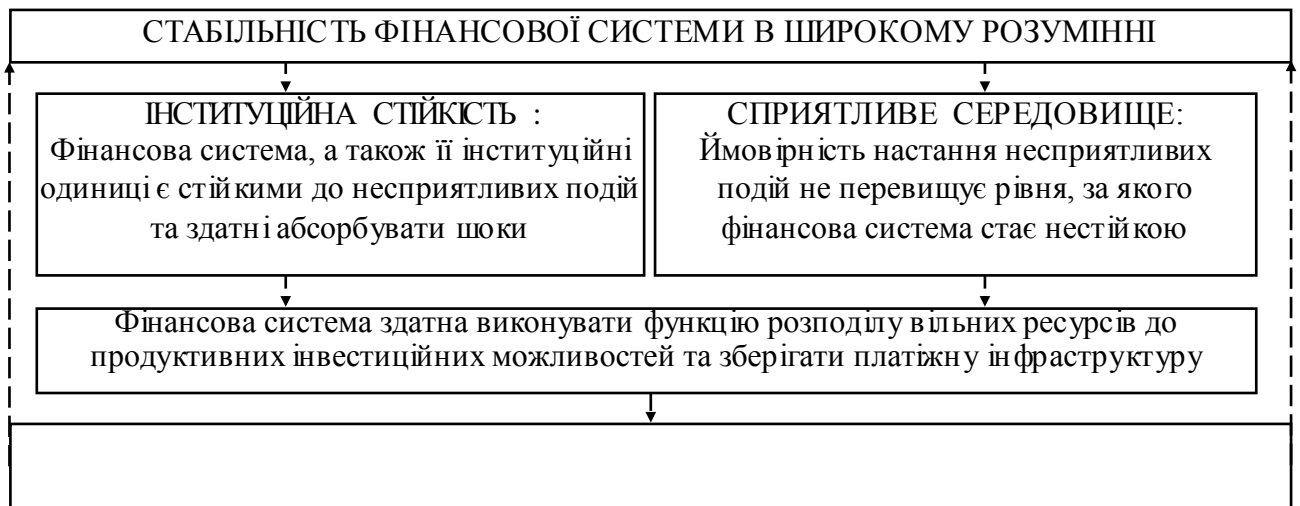 СТАБІЛЬНІСТЬ ФІНАНСОВОЇ СИСТЕМИ В ШИРОКОМУ РОЗУМІННІ
ІНСТИТУЦІЙНА СТІЙКІСТЬ :
Фінансова система, а також її інституційні
одиниці є стійкими до несприятливих подій
та здатні абсорбувати шоки
СПРИЯТЛИВЕ СЕРЕДОВИЩЕ:
Ймовірність настання несприятливих
подій не перевищує рівня, за якого
фінансова система стає нестійкою
Фінансова система здатна виконувати функцію розподілу вільних ресурсів до
продуктивних інвестиційних можливостей та зберігати платіжну інфраструктуру